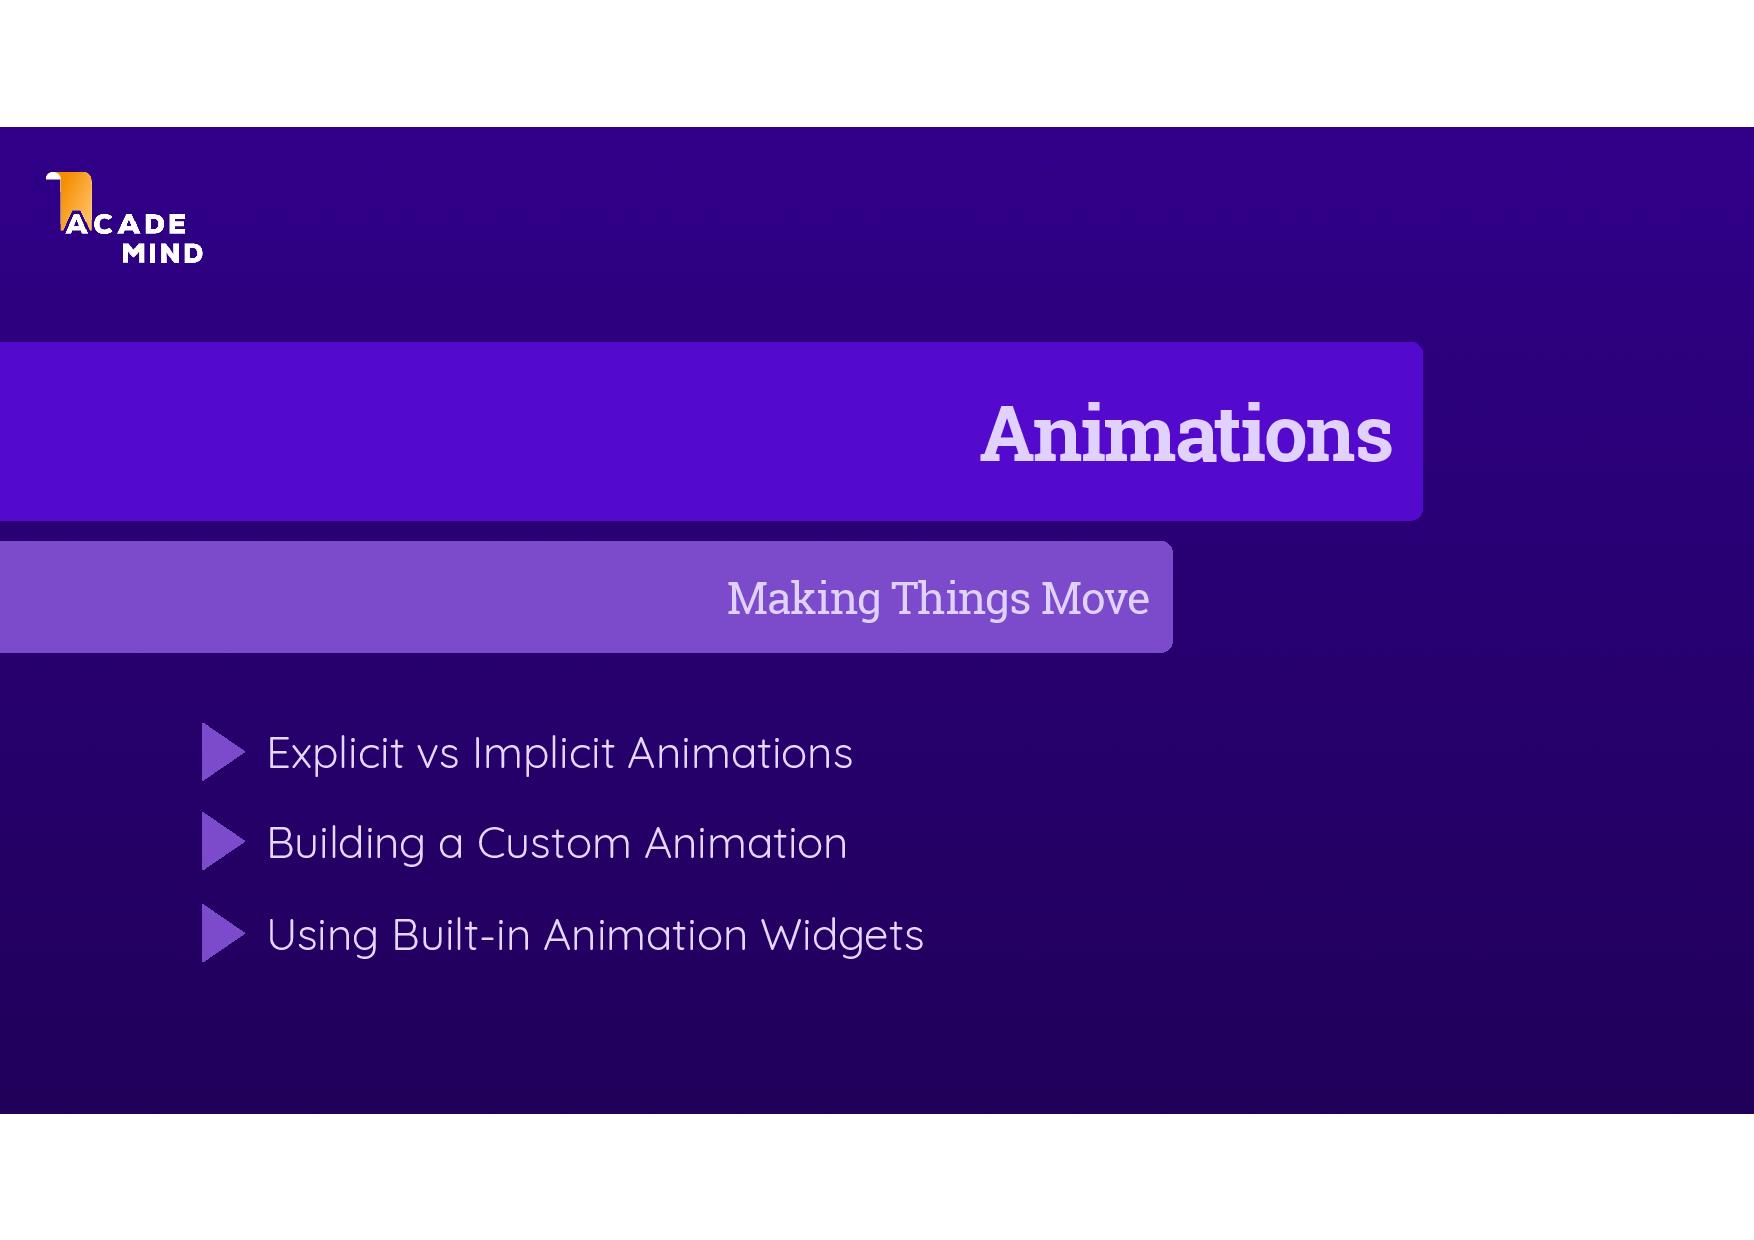 ACADE
MIND
Animations
Making Things Move
Explicit vs Implicit Animations
Building a Custom Animation
Using Built-in Animation Widgets